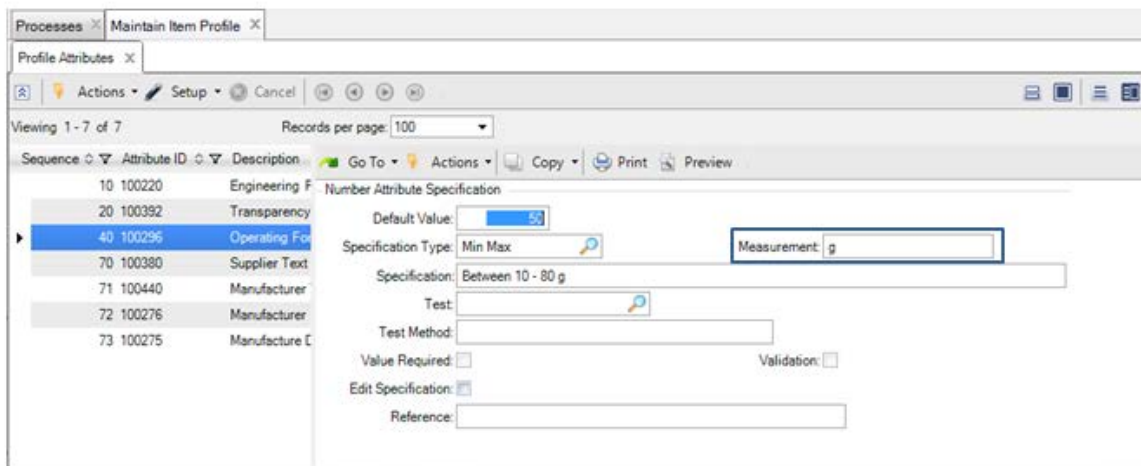 Processes Maintain Item Profile
Profile Attributes
Actions Setup Cancel
Viewing 1 - 7 of 7 Records per page: 100
Sequence Attribute ID Description
10 100220 Engineering F
20 100392 Transparency
40 100296 Operating For
70 100380 Supplier Text
71 100440 Manufacturer
72 100276 Manufacturer
73 100275 Manufacture D
Go To Actions Copy Print Preview
Number Attribute Specification
Default Value: 50
Specification Type: Min Max Measurement: g
Specification: Between 10 - 80 g
Test:
Test Method:
Value Required: Validation:
Edit Specification:
Reference: